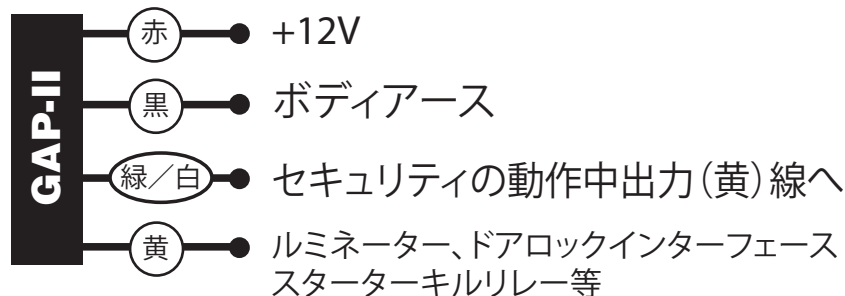 GAP-II
赤 +12V
黒 ボディアース
緑／白 セキュリティの動作中出力(黄)線へ
黄 ルミネーター、ドアロックインターフェース
スターターキルリレー等